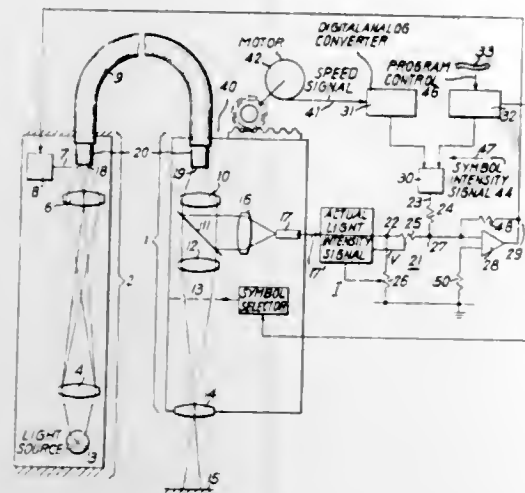 DIGITAL ANALOG
CONVERTER
MOTOR
42
33
PROGRAM
CONTROL
46
SPEED
SIGNAL
41
31
32
9
40
7
8
18
20
19
10
6
11
12
16
17
17'
13
1
2
30
47
SYMBOL
INTENSITY
SIGNAL 44
23
24
ACTUAL
LIGHT
INTENSITY
SIGNAL
22
25
V
21
26
27
48
28
29
50
I
SYMBOL
SELECTOR
4
14
LIGHT
SOURCE
3
15